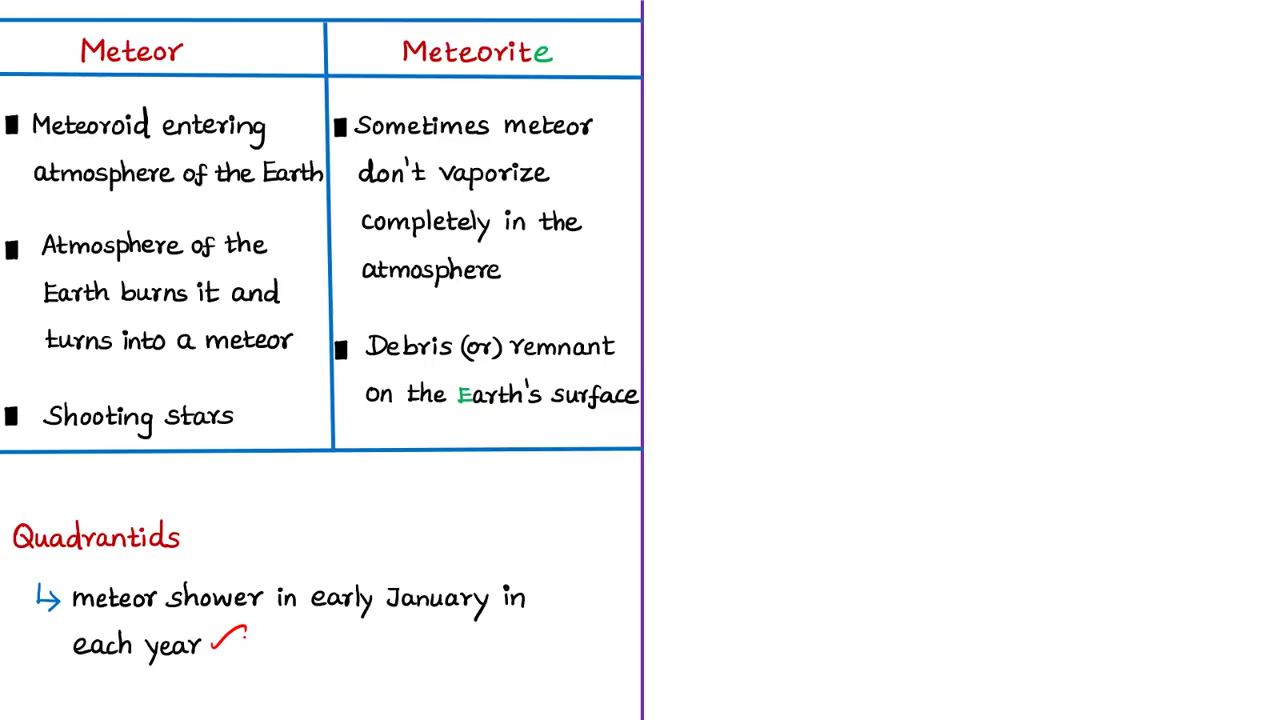 Meteor
Meteoroid entering
atmosphere of the Earth
Atmosphere of the
Earth burns it and
turns into a meteor
Shooting stars
Meteorite
Sometimes meteor
don't vaporize
completely in the
atmosphere
Debris (or) remnant
on the Earth's surface
Quadrantids
meteor shower in early January in
each year